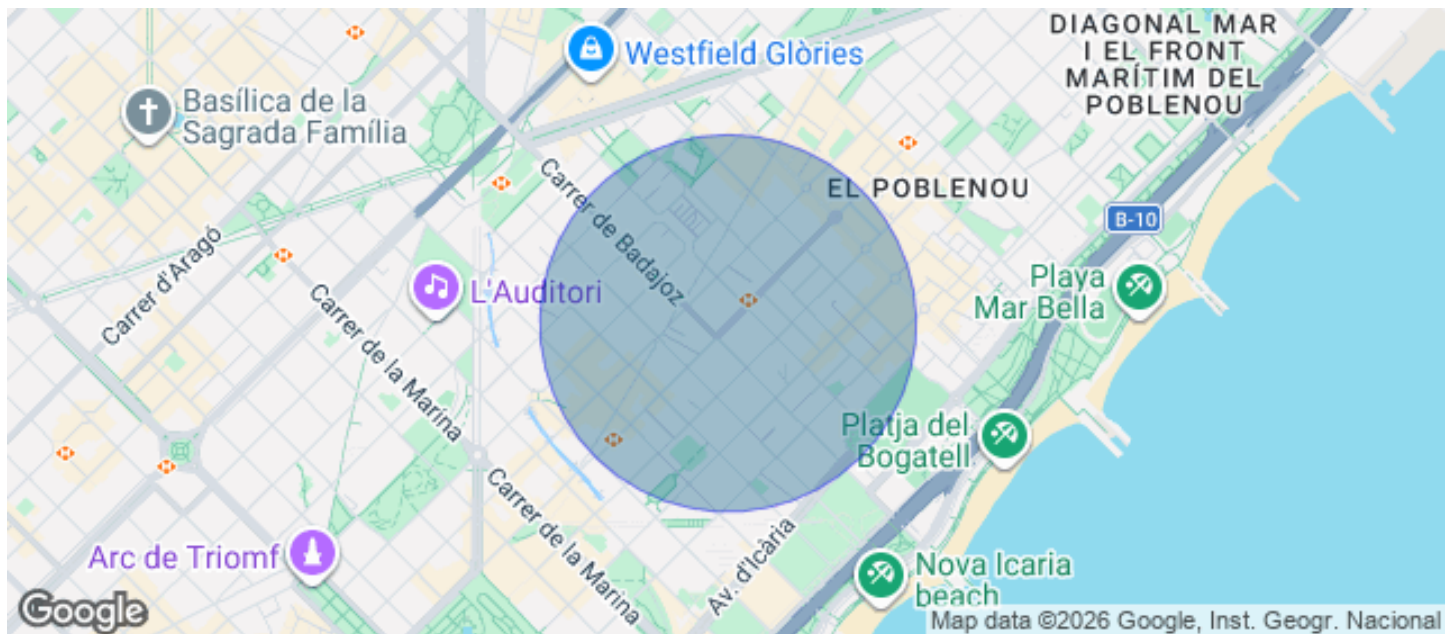 DIAGONAL MAR
I EL FRONT
MARÍTIM DEL
POBLENOU
Westfield Glòries
Basílica de la
Sagrada Família
EL POBLENOU
Carrer de Badajoz
B-10
Carrer d'Aragó
Playa
Mar Bella
L'Auditori
Carrer de la Marina
Platja del
Bogatell
Carrer de la Marina
Av. d'Icària
Arc de Triomf
Nova Icaria
beach
Google
Map data ©2026 Google, Inst. Geogr. Nacional